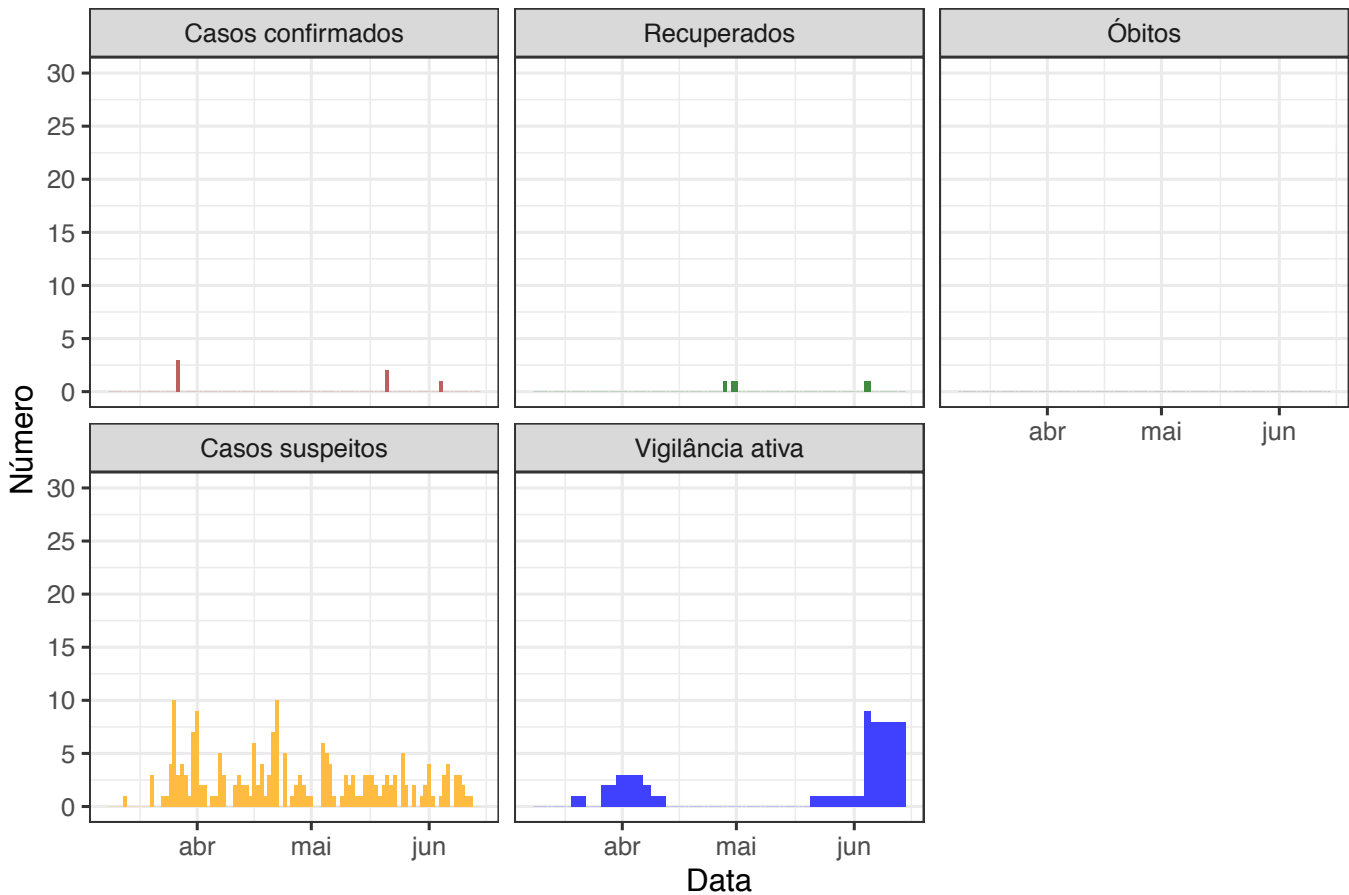 Casos confirmados
Recuperados
Óbitos
30
25
20
15
10
5
0
abr mai jun
Número
Casos suspeitos
Vigilância ativa
30
25
20
15
10
5
0
abr mai jun
abr mai jun
Data